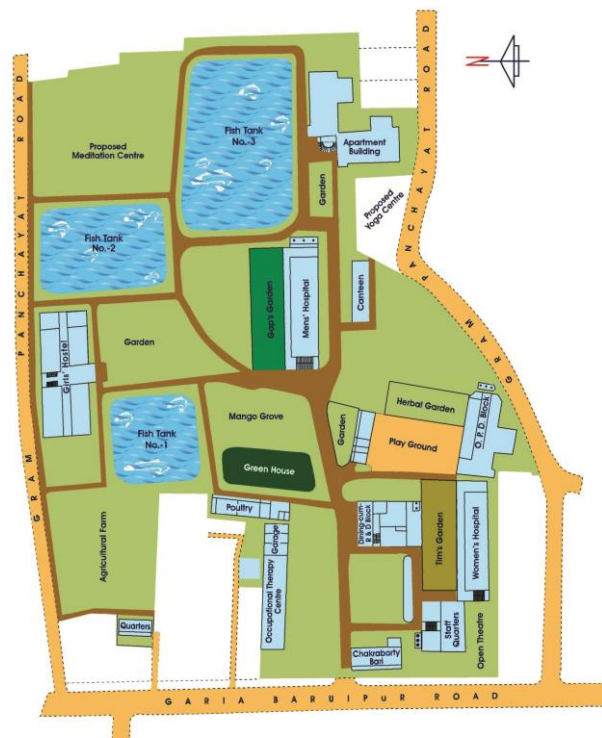 GRAM PANCHAYAT ROAD
GRAM PANCHAYAT ROAD
N
Fish Tank
No.-3
Proposed
Meditation Centre
Apartment
Building
Garden
Proposed
Yoga Centre
Fish Tank
No.-2
Gap's Garden
Mens' Hospital
Canteen
Girls' Hostel
Garden
Fish Tank
No.-1
Mango Grove
Green House
Garden
Herbal Garden
Play Ground
O.P.D. Block
Poultry
Garage
Occupational Therapy
Centre
Dining-cum-
R & D Block
Tim's Garden
Women's Hospital
Agricultural Farm
Quarters
Staff
Quarters
Open Theatre
Chakraborty
Bari
GARIA BARUIPuR ROAD